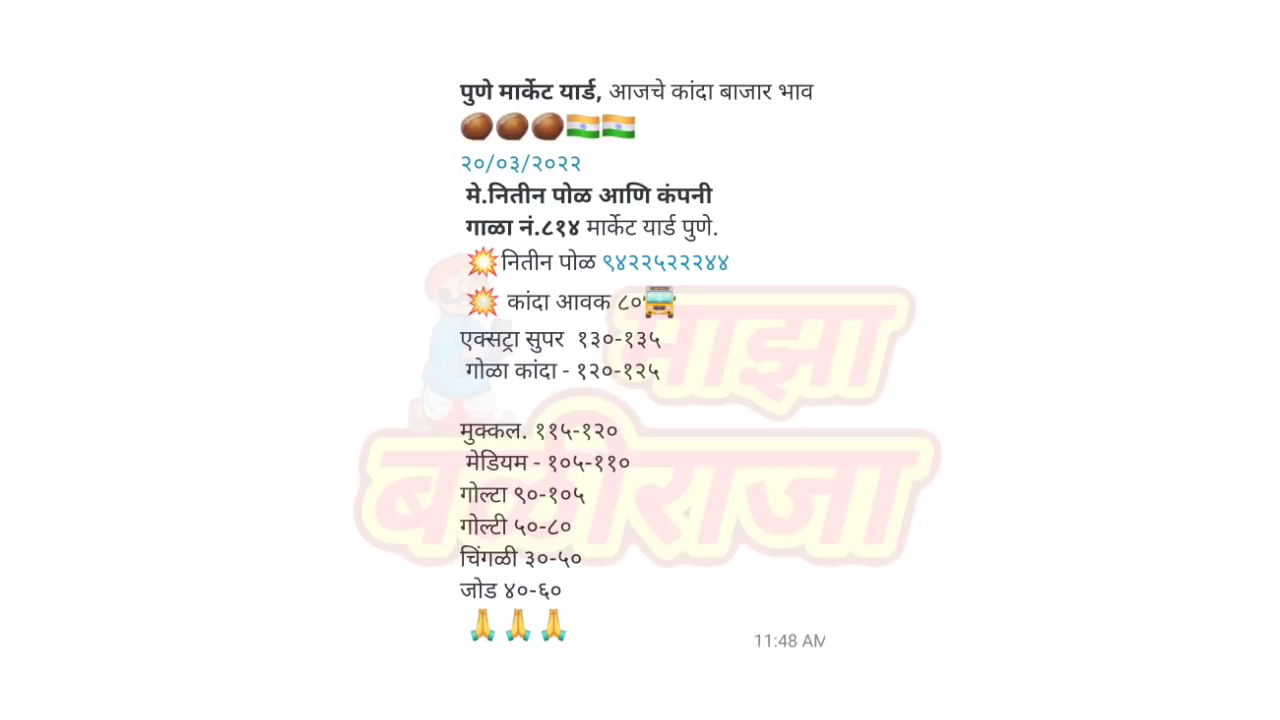 पुणे मार्केट यार्ड, आजचे कांदा बाजार भाव
🌰🌰🌰🇮🇳🇮🇳
२०/०३/२०२२
मे.नितीन पोळ आणि कंपनी
गाळा नं.८१४ मार्केट यार्ड पुणे.
💥नितीन पोळ ९४२२५२२२४४
💥 कांदा आवक ८०🚍
एक्सट्रा सुपर १३०-१३५
गोळा कांदा - १२०-१२५
मुक्कल. ११५-१२०
मेडियम - १०५-११०
गोल्टा ९०-१०५
गोल्टी ५०-८०
चिंगळी ३०-५०
जोड ४०-६०
🙏🙏🙏
11:48 AM
माझा
बळीराजा